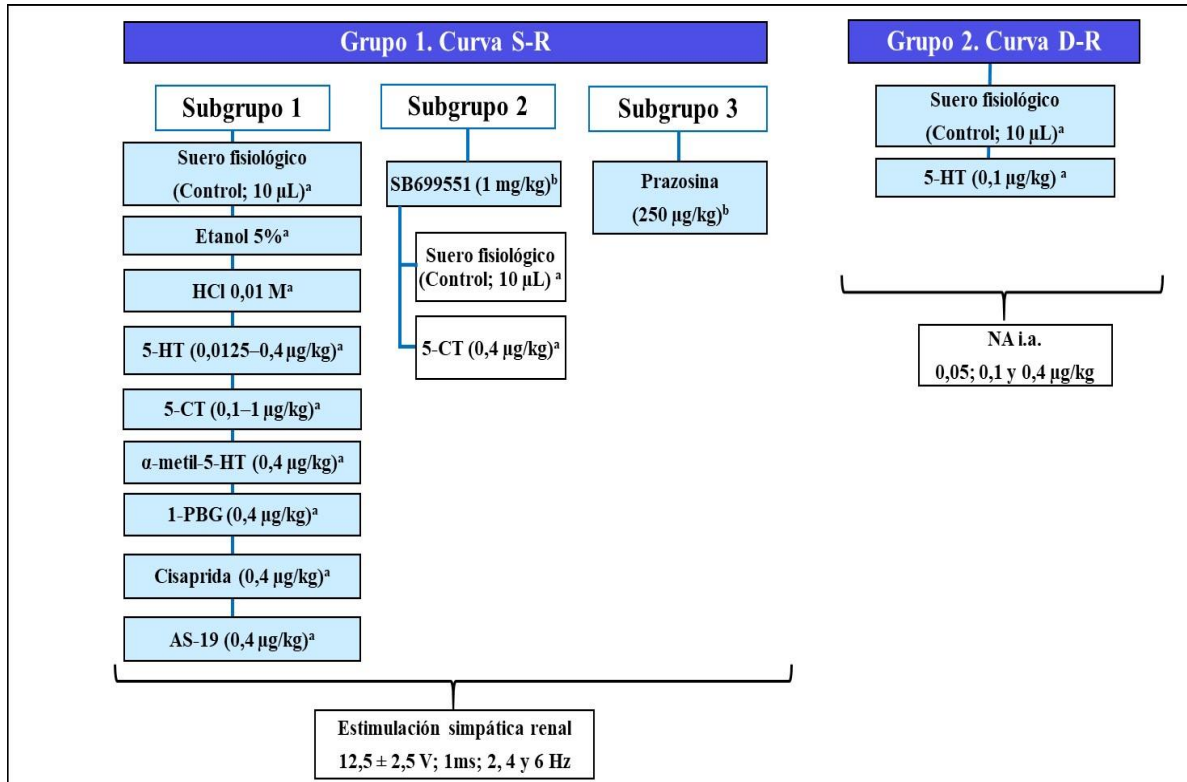 Grupo 1. Curva S-R
Subgrupo 1
Suero fisiológico
(Control; 10 µL)ᵃ
Etanol 5%ᵃ
HCl 0,01 Mᵃ
5-HT (0,0125–0,4 µg/kg)ᵃ
5-CT (0,1–1 µg/kg)ᵃ
α-metil-5-HT (0,4 µg/kg)ᵃ
1-PBG (0,4 µg/kg)ᵃ
Cisaprida (0,4 µg/kg)ᵃ
AS-19 (0,4 µg/kg)ᵃ
Subgrupo 2
SB699551 (1 mg/kg)ᵇ
Suero fisiológico
(Control; 10 µL) ᵃ
5-CT (0,4 µg/kg)ᵃ
Subgrupo 3
Prazosina
(250 µg/kg)ᵇ
Estimulación simpática renal
12,5 ± 2,5 V; 1ms; 2, 4 y 6 Hz
Grupo 2. Curva D-R
Suero fisiológico
(Control; 10 µL)ᵃ
5-HT (0,1 µg/kg) ᵃ
NA i.a.
0,05; 0,1 y 0,4 µg/kg